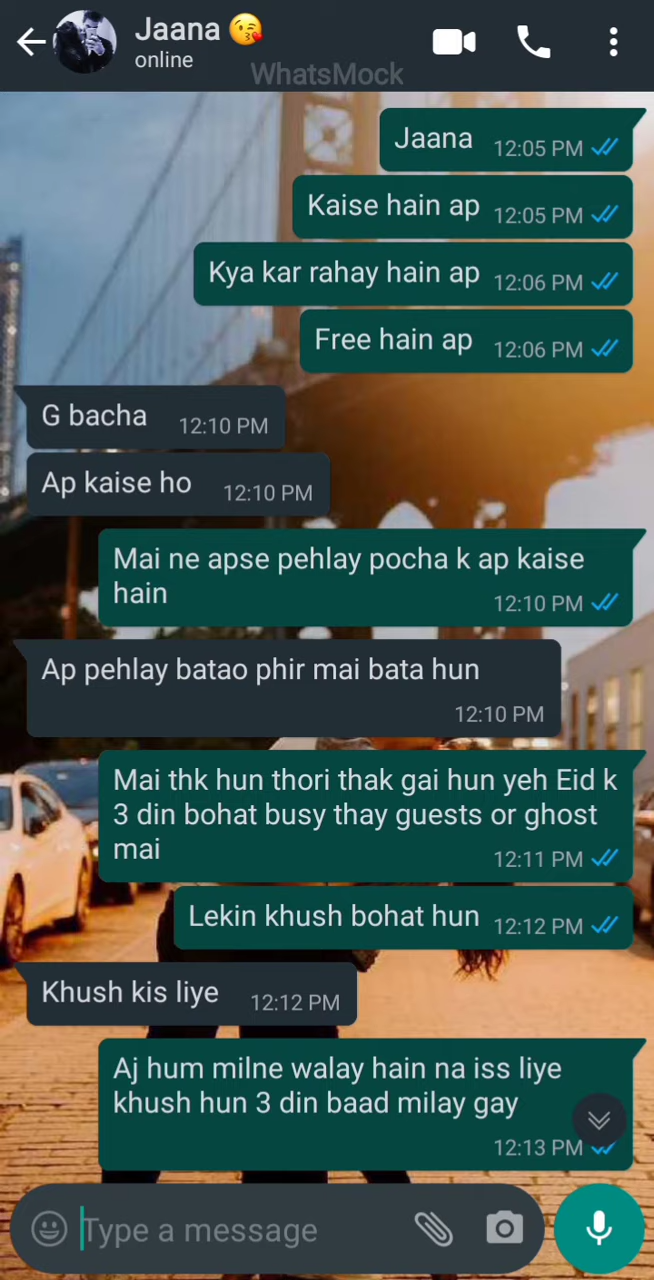 Jaana 😘
online
WhatsMock
Jaana 12:05 PM
Kaise hain ap 12:05 PM
Kya kar rahay hain ap 12:06 PM
Free hain ap 12:06 PM
G bacha 12:10 PM
Ap kaise ho 12:10 PM
Mai ne apse pehlay pocha k ap kaise
hain 12:10 PM
Ap pehlay batao phir mai bata hun
12:10 PM
Mai thk hun thori thak gai hun yeh Eid k
3 din bohat busy thay guests or ghost
mai 12:11 PM
Lekin khush bohat hun 12:12 PM
Khush kis liye 12:12 PM
Aj hum milne walay hain na iss liye
khush hun 3 din baad milay gay
12:13 PM
Type a message